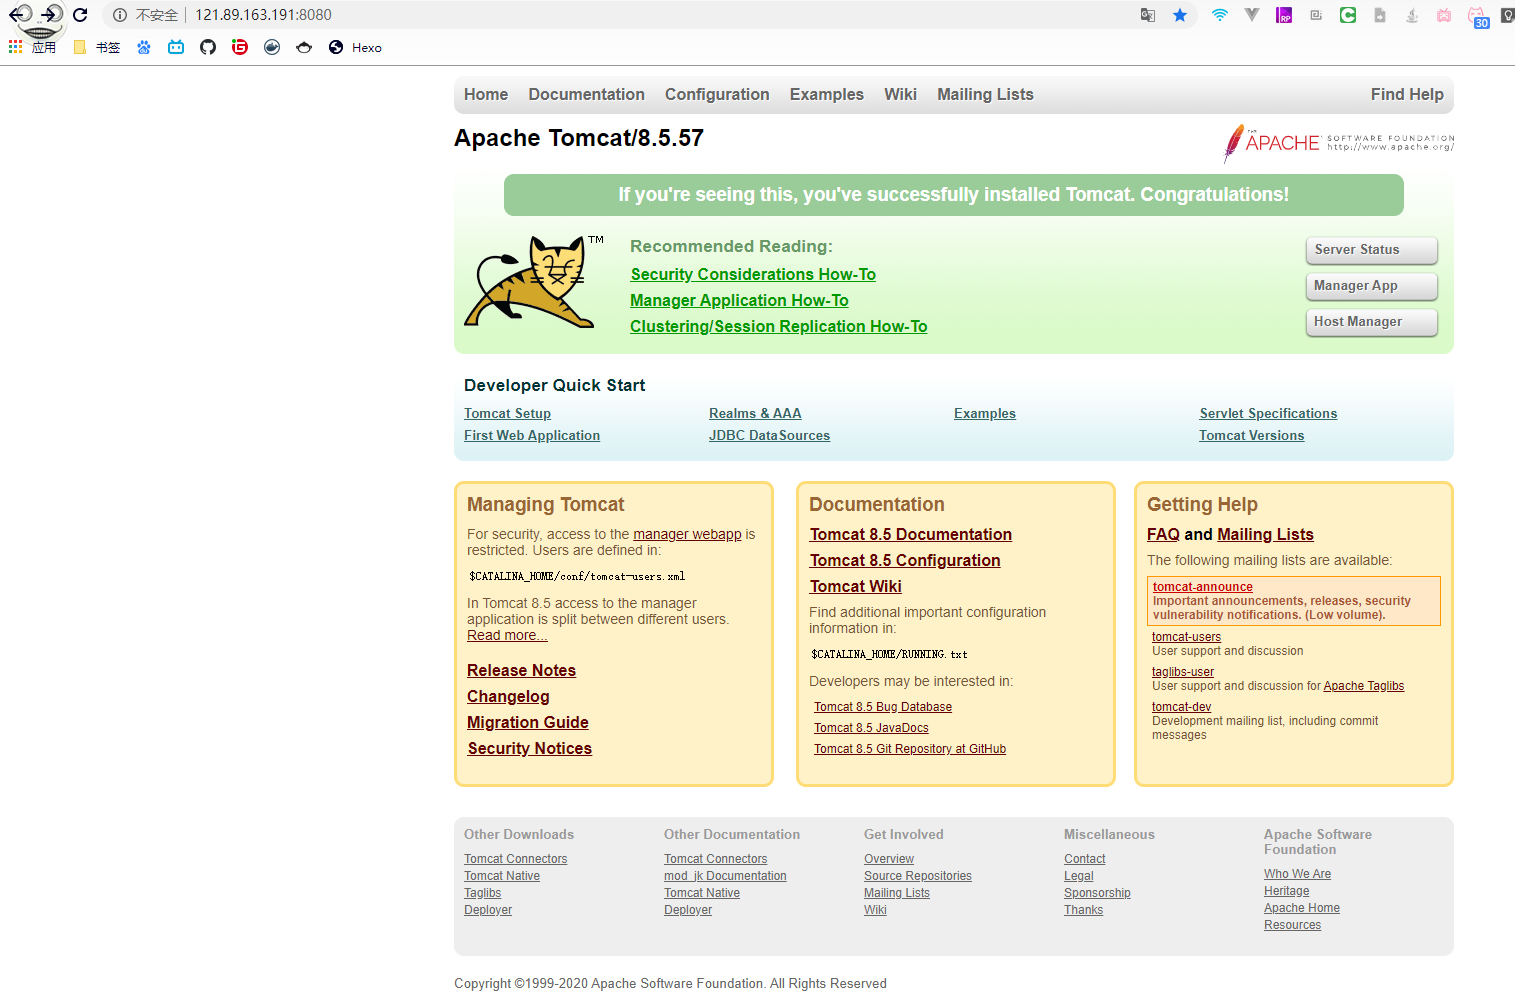 不安全 121.89.163.191:8080
30
应用 书签 Hexo
Home Documentation Configuration Examples Wiki Mailing Lists Find Help
Apache Tomcat/8.5.57
THE
APACHE SOFTWARE FOUNDATION
http://www.apache.org/
If you're seeing this, you've successfully installed Tomcat. Congratulations!
TM
Recommended Reading:
Security Considerations How-To
Manager Application How-To
Clustering/Session Replication How-To
Server Status
Manager App
Host Manager
Developer Quick Start
Tomcat Setup
First Web Application
Realms & AAA
JDBC DataSources
Examples
Servlet Specifications
Tomcat Versions
Managing Tomcat
For security, access to the manager webapp is
restricted. Users are defined in:
$CATALINA_HOME/conf/tomcat-users.xml
In Tomcat 8.5 access to the manager
application is split between different users.
Read more...
Release Notes
Changelog
Migration Guide
Security Notices
Documentation
Tomcat 8.5 Documentation
Tomcat 8.5 Configuration
Tomcat Wiki
Find additional important configuration
information in:
$CATALINA_HOME/RUNNING.txt
Developers may be interested in:
Tomcat 8.5 Bug Database
Tomcat 8.5 JavaDocs
Tomcat 8.5 Git Repository at GitHub
Getting Help
FAQ and Mailing Lists
The following mailing lists are available:
tomcat-announce
Important announcements, releases, security
vulnerability notifications. (Low volume).
tomcat-users
User support and discussion
taglibs-user
User support and discussion for Apache Taglibs
tomcat-dev
Development mailing list, including commit
messages
Other Downloads
Tomcat Connectors
Tomcat Native
Taglibs
Deployer
Other Documentation
Tomcat Connectors
mod_jk Documentation
Tomcat Native
Deployer
Get Involved
Overview
Source Repositories
Mailing Lists
Wiki
Miscellaneous
Contact
Legal
Sponsorship
Thanks
Apache Software
Foundation
Who We Are
Heritage
Apache Home
Resources
Copyright ©1999-2020 Apache Software Foundation. All Rights Reserved